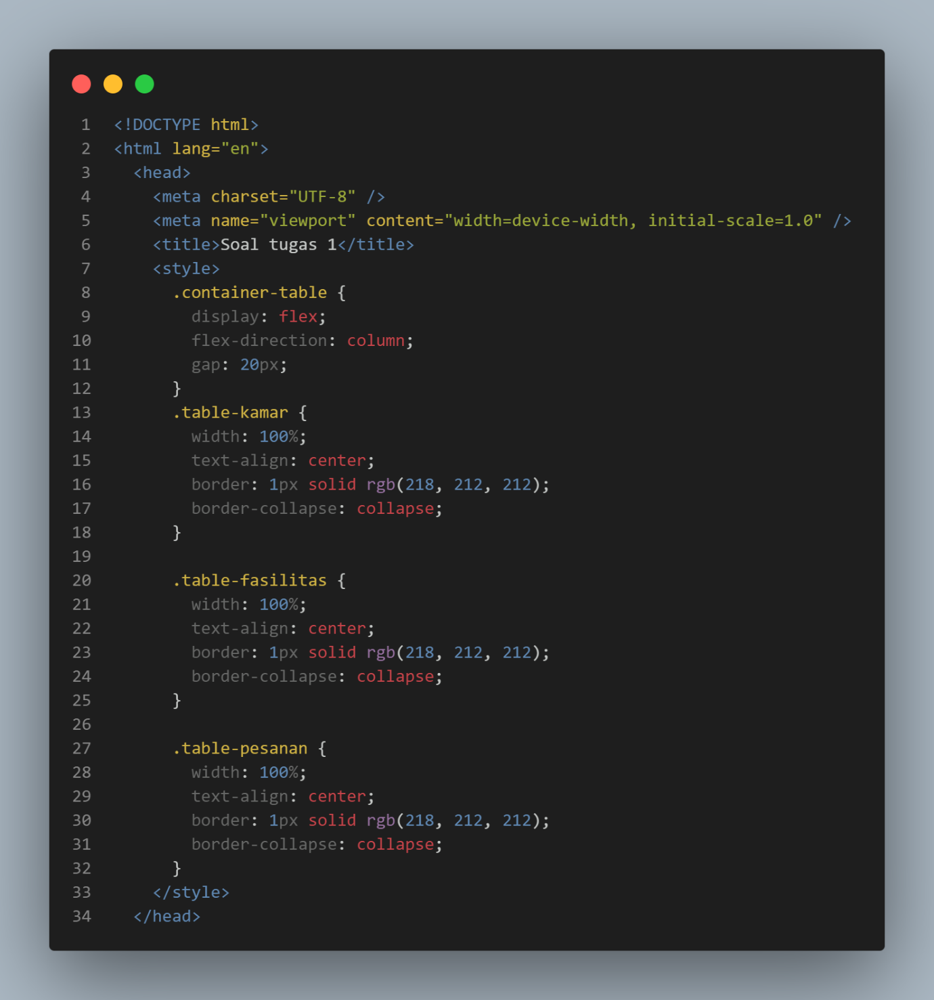 1 <!DOCTYPE html>
2 <html lang="en">
3   <head>
4     <meta charset="UTF-8" />
5     <meta name="viewport" content="width=device-width, initial-scale=1.0" />
6     <title>Soal tugas 1</title>
7     <style>
8       .container-table {
9         display: flex;
10         flex-direction: column;
11         gap: 20px;
12       }
13       .table-kamar {
14         width: 100%;
15         text-align: center;
16         border: 1px solid rgb(218, 212, 212);
17         border-collapse: collapse;
18       }
19
20       .table-fasilitas {
21         width: 100%;
22         text-align: center;
23         border: 1px solid rgb(218, 212, 212);
24         border-collapse: collapse;
25       }
26
27       .table-pesanan {
28         width: 100%;
29         text-align: center;
30         border: 1px solid rgb(218, 212, 212);
31         border-collapse: collapse;
32       }
33     </style>
34   </head>